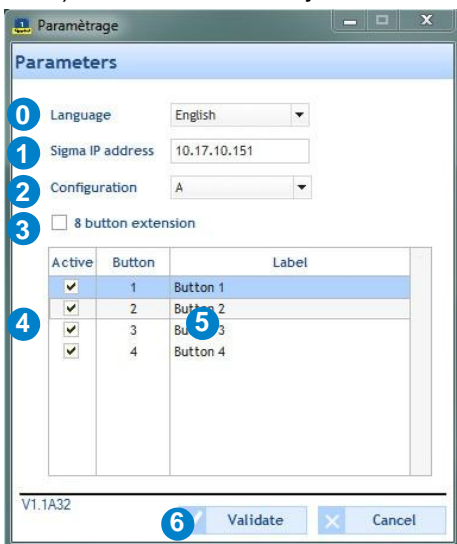 Paramètrage
Parameters
0 Language English
1 Sigma IP address 10.17.10.151
2 Configuration A
3 8 button extension
Active Button Label
1 Button 1
2 Button 2
4 3 5 3
4 Button 4
V1.1A32
6 Validate Cancel